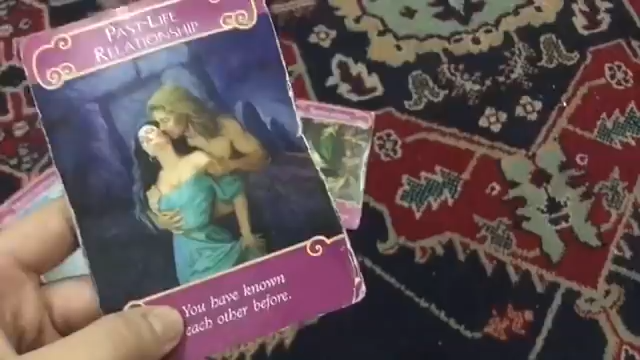 PAST-LIFE
RELATIONSHIP
You have known
each other before.